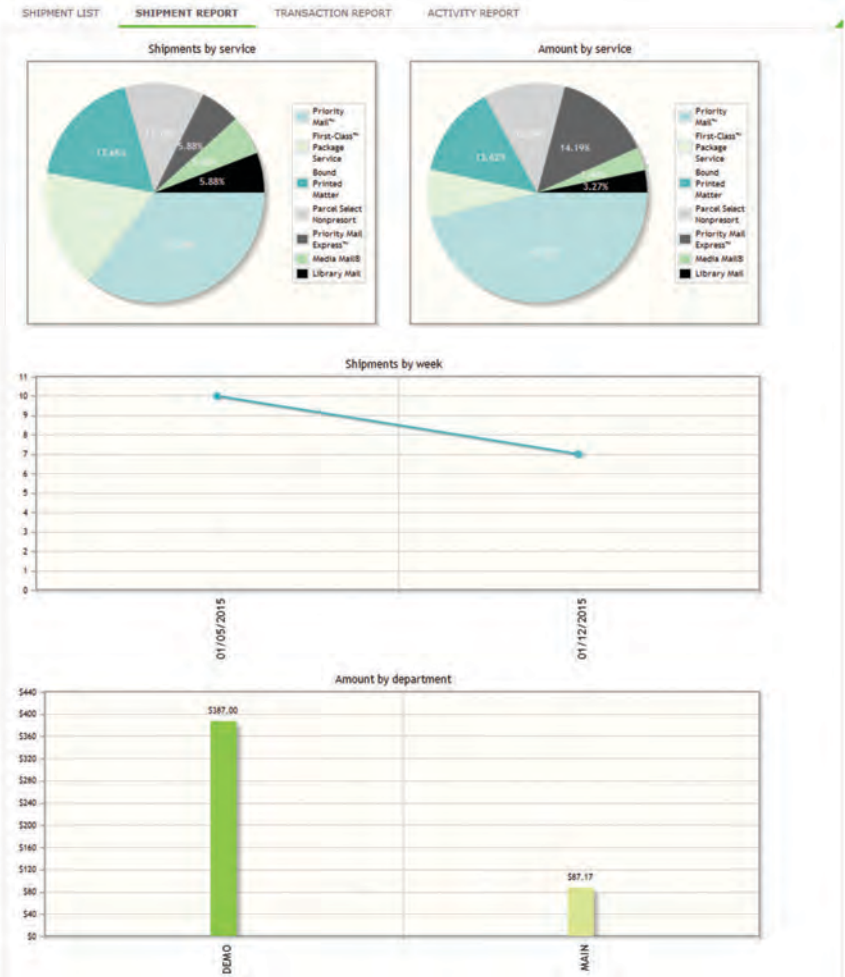 SHIPMENT LIST SHIPMENT REPORT TRANSACTION REPORT ACTIVITY REPORT
Shipments by service
5.88%
5.88%
Priority
Mail™
First-Class™
Package
Service
Bound
Printed
Matter
Parcel Select
Nonpresort
Priority Mail
Express™
Media Mail®
Library Mail
Amount by service
14.19%
3.27%
Priority
Mail™
First-Class™
Package
Service
Bound
Printed
Matter
Parcel Select
Nonpresort
Priority Mail
Express™
Media Mail®
Library Mail
Shipments by week
11
10
9
8
7
6
5
4
3
2
1
0
01/05/2015
01/12/2015
Amount by department
$440
$400
$360
$320
$280
$240
$200
$160
$120
$80
$40
$0
$387.00
$87.17
DEMO
MAIN